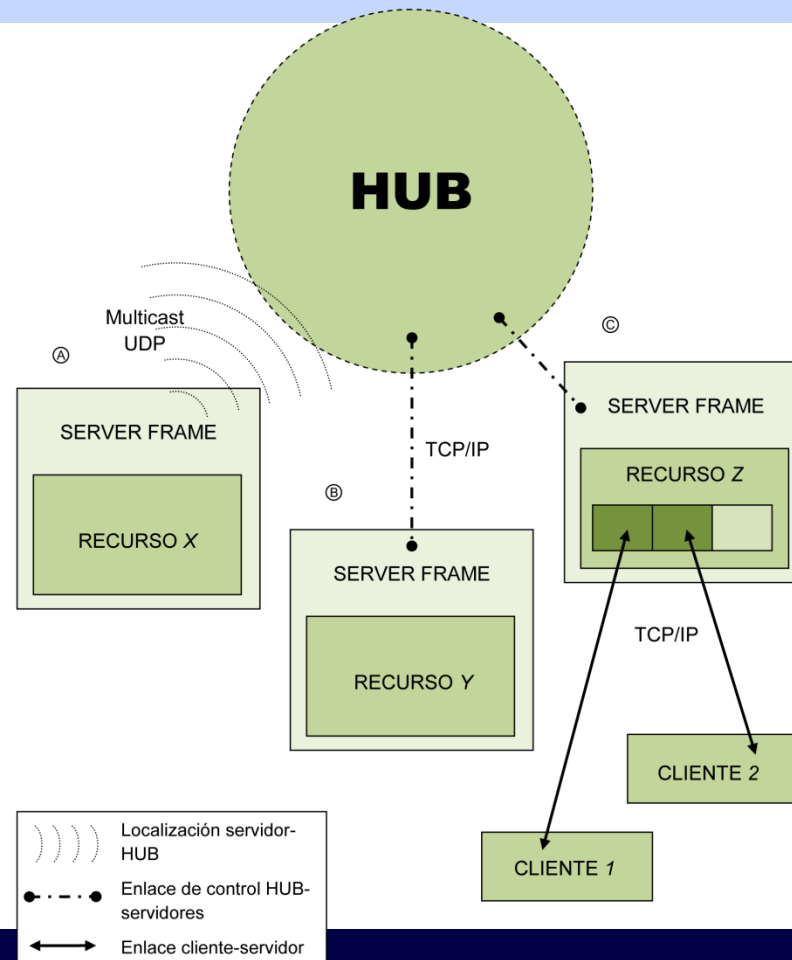 HUB
Multicast
UDP
Ⓐ
SERVER FRAME
RECURSO X
TCP/IP
Ⓑ
SERVER FRAME
RECURSO Y
Ⓒ
SERVER FRAME
RECURSO Z
TCP/IP
CLIENTE 2
CLIENTE 1
Localización servidor-
HUB
Enlace de control HUB-
servidores
Enlace cliente-servidor